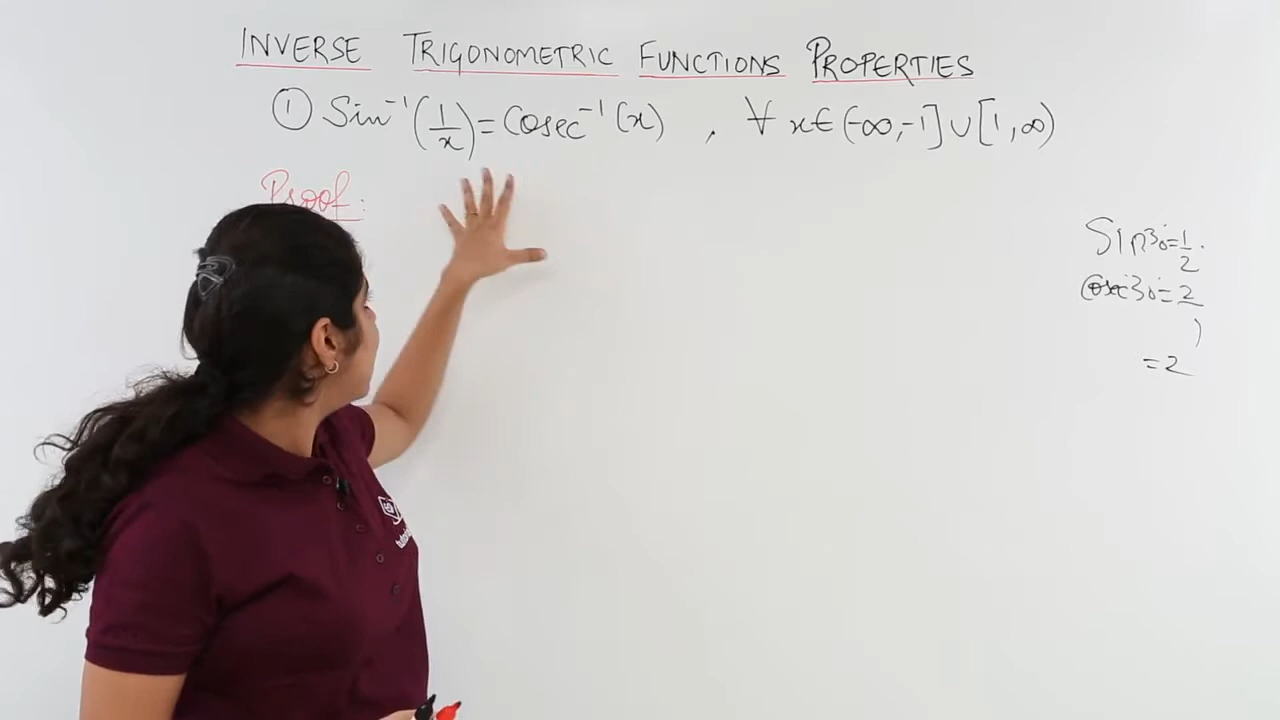 INVERSE TRIGONOMETRIC FUNCTIONS PROPERTIES
① Sin⁻¹(1/x) = Cosec⁻¹(x) , ∀ x ∈ (-∞,-1] ∪ [1,∞)
Proof:
Sin30° = 1/2.
Cosec30° = 2
)
= 2